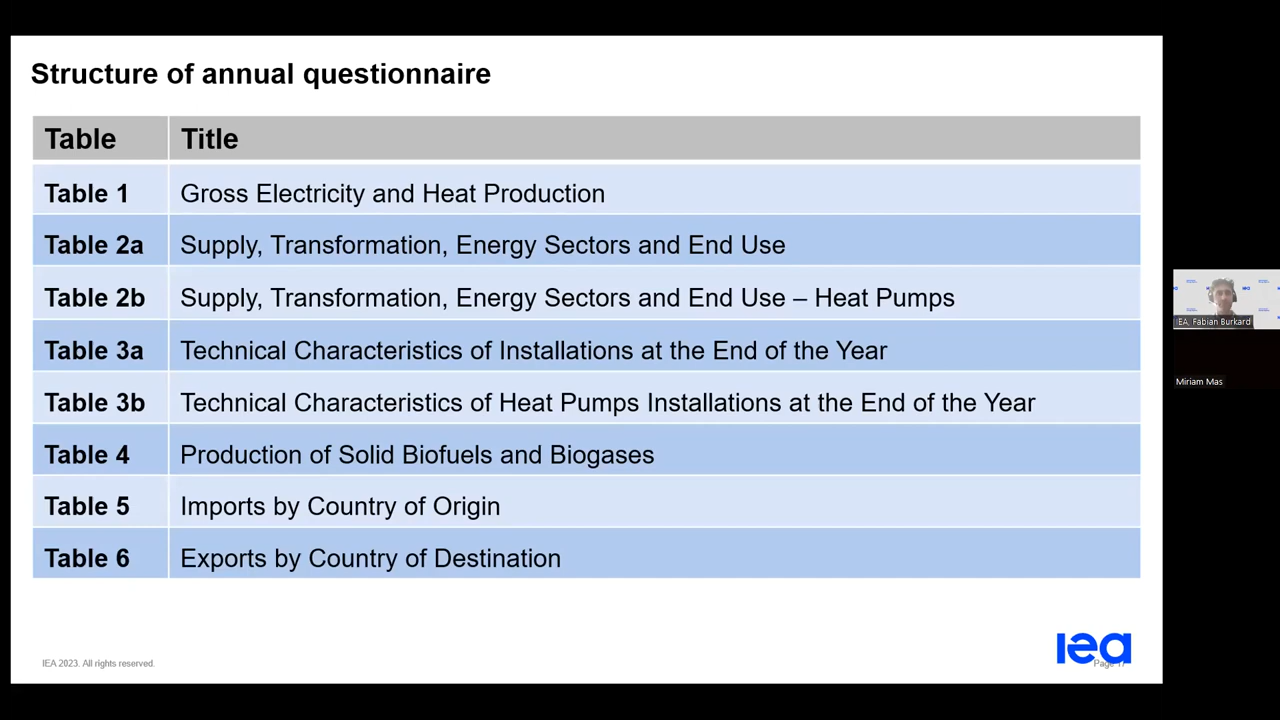 Structure of annual questionnaire
Table Title
Table 1 Gross Electricity and Heat Production
Table 2a Supply, Transformation, Energy Sectors and End Use
Table 2b Supply, Transformation, Energy Sectors and End Use – Heat Pumps
Table 3a Technical Characteristics of Installations at the End of the Year
Table 3b Technical Characteristics of Heat Pumps Installations at the End of the Year
Table 4 Production of Solid Biofuels and Biogases
Table 5 Imports by Country of Origin
Table 6 Exports by Country of Destination
IEA 2023. All rights reserved.
iea
Page 17
IEA, Fabian Burkard
Miriam Mas